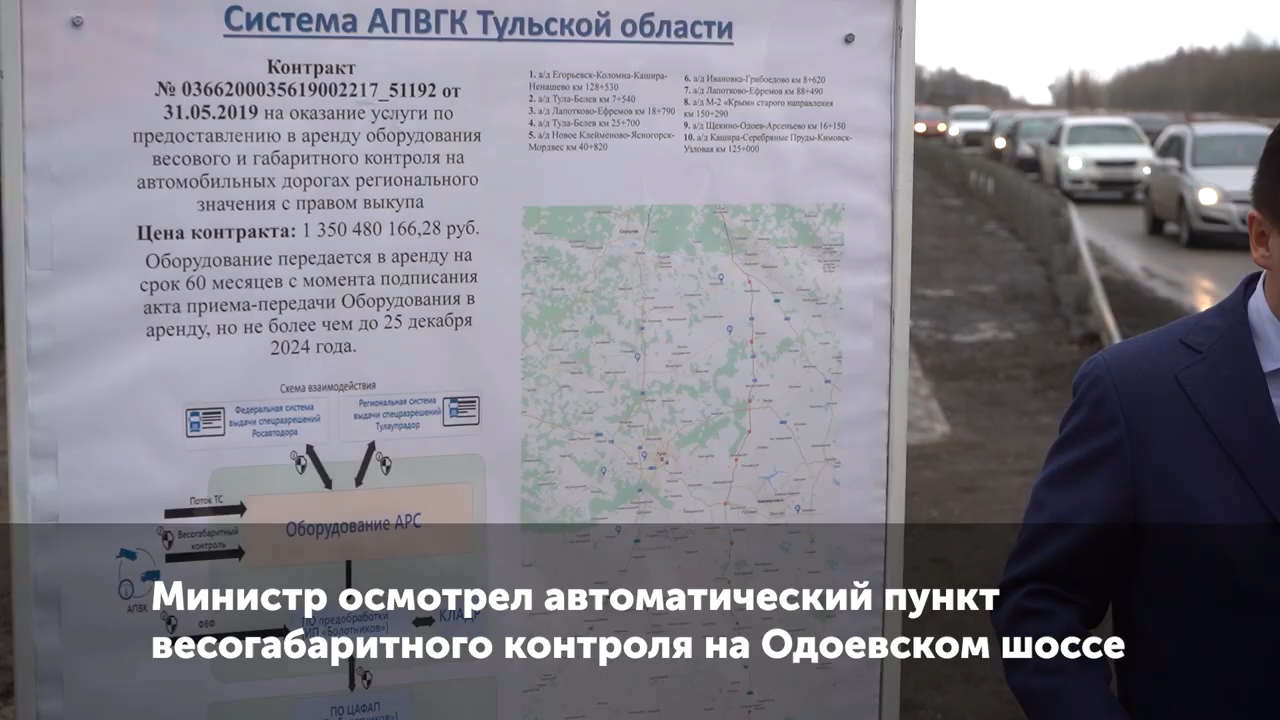 Система АПВГК Тульской области
Контракт
№ 0366200035619002217_51192 от
31.05.2019 на оказание услуги по
предоставлению в аренду оборудования
весового и габаритного контроля на
автомобильных дорогах регионального
значения с правом выкупа
Цена контракта: 1 350 480 166,28 руб.
Оборудование передается в аренду на
срок 60 месяцев с момента подписания
акта приема-передачи Оборудования в
аренду, но не более чем до 25 декабря
2024 года.
1. а/д Егорьевск-Коломна-Кашира-
Ненашево км 128+530
2. а/д Тула-Белев км 7+540
3. а/д Лапотково-Ефремов км 18+790
4. а/д Тула-Белев км 25+700
5. а/д Новое Клейменово-Ясногорск-
Мордвес км 40+820
6. а/д Ивановка-Грибоедово км 8+620
7. а/д Лапотково-Ефремов км 88+490
8. а/д М-2 «Крым» старого направления
км 150+290
9. а/д Щекино-Одоев-Арсеньево км 16+150
10. а/д Кашира-Серебряные Пруды-Кимовск-
Узловая км 125+000
Схема взаимодействия
Федеральная система
выдачи спецразрешений
Росавтодора
Региональная система
выдачи спецразрешений
Тулаупрадор
Поток ТС
Оборудование АРС
Весогабаритный
контроль
АПВК
ФВФ
ПО предобработки
КЛАДР
ПО ЦАФАП
Министр осмотрел автоматический пункт
весогабаритного контроля на Одоевском шоссе